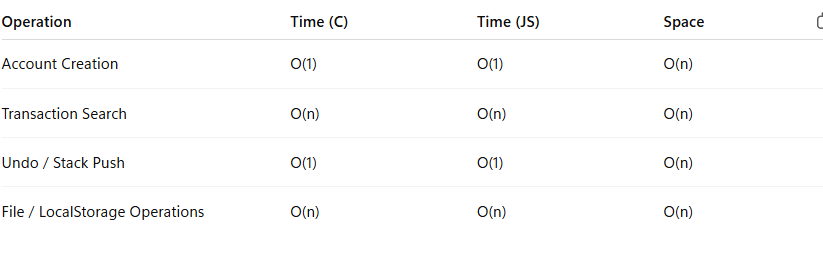 Operation Time (C) Time (JS) Space
Account Creation O(1) O(1) O(n)
Transaction Search O(n) O(n) O(n)
Undo / Stack Push O(1) O(1) O(n)
File / LocalStorage Operations O(n) O(n) O(n)